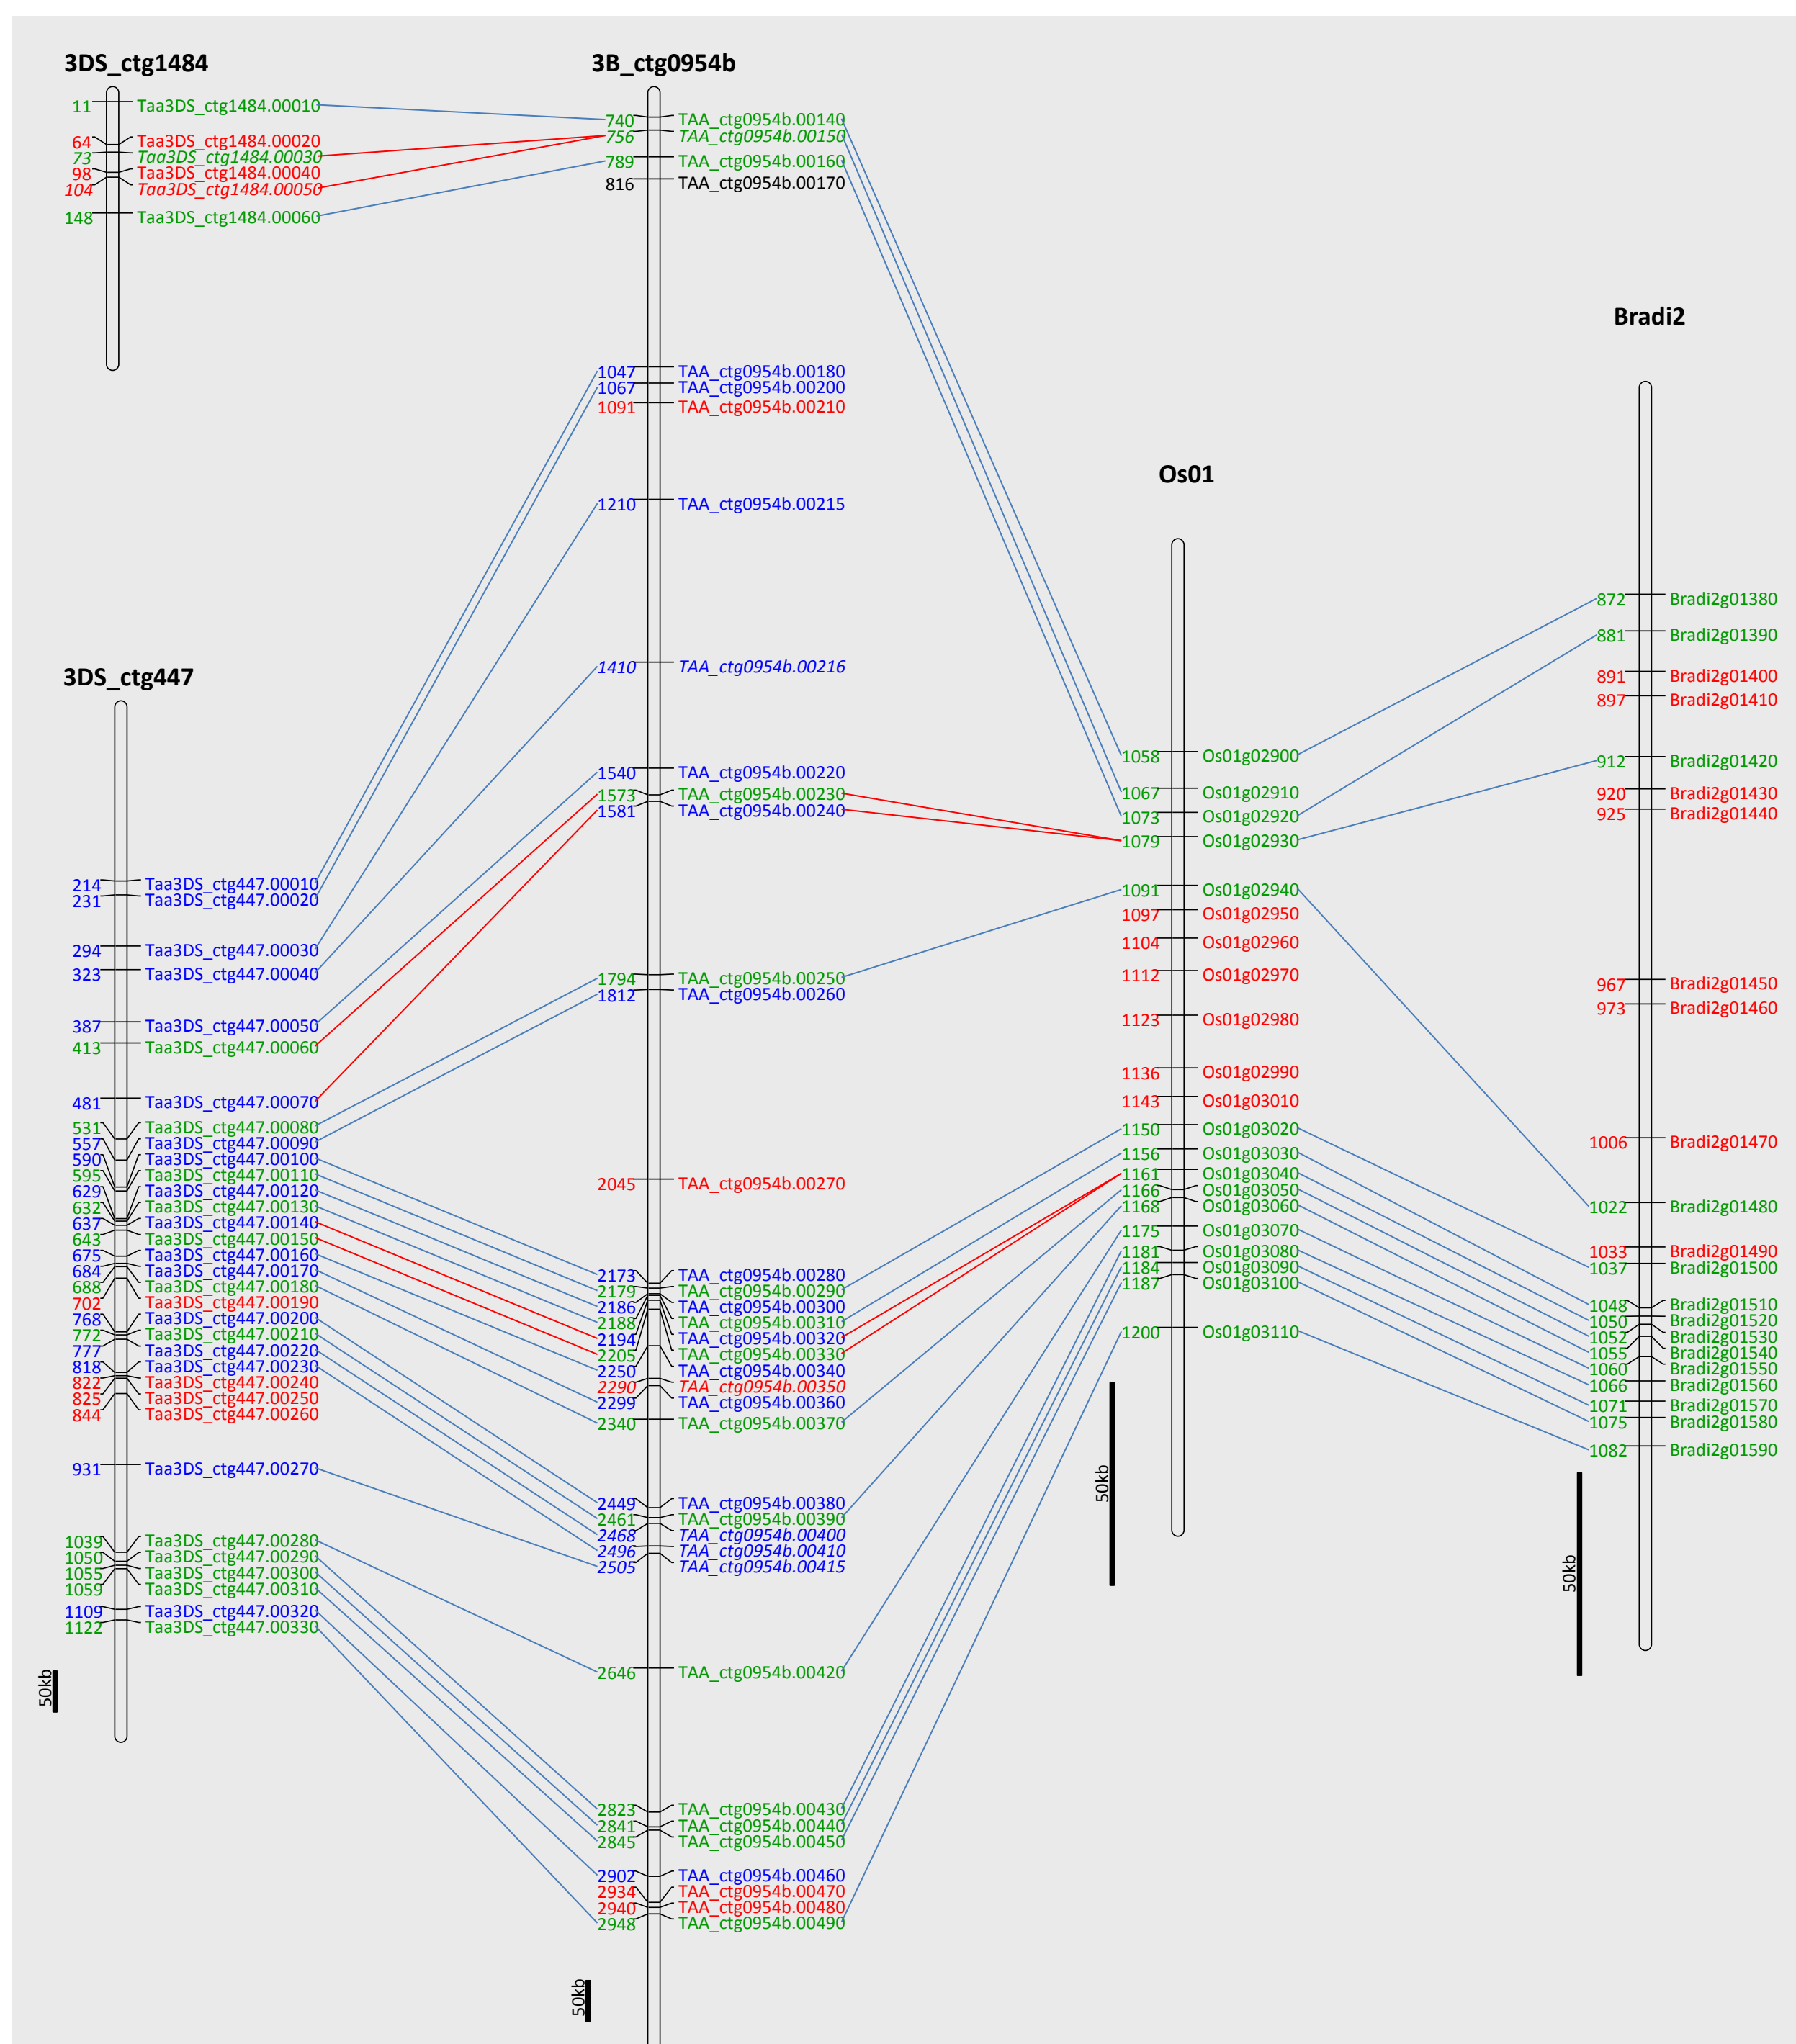 3DS_ctg1484
11 Taa3DS_ctg1484.00010
64 Taa3DS_ctg1484.00020
73 Taa3DS_ctg1484.00030
98 Taa3DS_ctg1484.00040
104 Taa3DS_ctg1484.00050
148 Taa3DS_ctg1484.00060
3DS_ctg447
214 Taa3DS_ctg447.00010
231 Taa3DS_ctg447.00020
294 Taa3DS_ctg447.00030
323 Taa3DS_ctg447.00040
387 Taa3DS_ctg447.00050
413 Taa3DS_ctg447.00060
481 Taa3DS_ctg447.00070
531 Taa3DS_ctg447.00080
557 Taa3DS_ctg447.00090
590 Taa3DS_ctg447.00100
595 Taa3DS_ctg447.00110
629 Taa3DS_ctg447.00120
632 Taa3DS_ctg447.00130
637 Taa3DS_ctg447.00140
643 Taa3DS_ctg447.00150
675 Taa3DS_ctg447.00160
684 Taa3DS_ctg447.00170
688 Taa3DS_ctg447.00180
702 Taa3DS_ctg447.00190
768 Taa3DS_ctg447.00200
772 Taa3DS_ctg447.00210
777 Taa3DS_ctg447.00220
818 Taa3DS_ctg447.00230
822 Taa3DS_ctg447.00240
825 Taa3DS_ctg447.00250
844 Taa3DS_ctg447.00260
931 Taa3DS_ctg447.00270
1039 Taa3DS_ctg447.00280
1050 Taa3DS_ctg447.00290
1055 Taa3DS_ctg447.00300
1059 Taa3DS_ctg447.00310
1109 Taa3DS_ctg447.00320
1122 Taa3DS_ctg447.00330
50kb
3B_ctg0954b
740 TAA_ctg0954b.00140
756 TAA_ctg0954b.00150
789 TAA_ctg0954b.00160
816 TAA_ctg0954b.00170
1047 TAA_ctg0954b.00180
1067 TAA_ctg0954b.00200
1091 TAA_ctg0954b.00210
1210 TAA_ctg0954b.00215
1410 TAA_ctg0954b.00216
1540 TAA_ctg0954b.00220
1573 TAA_ctg0954b.00230
1581 TAA_ctg0954b.00240
1794 TAA_ctg0954b.00250
1812 TAA_ctg0954b.00260
2045 TAA_ctg0954b.00270
2173 TAA_ctg0954b.00280
2179 TAA_ctg0954b.00290
2186 TAA_ctg0954b.00300
2188 TAA_ctg0954b.00310
2194 TAA_ctg0954b.00320
2205 TAA_ctg0954b.00330
2250 TAA_ctg0954b.00340
2290 TAA_ctg0954b.00350
2299 TAA_ctg0954b.00360
2340 TAA_ctg0954b.00370
2449 TAA_ctg0954b.00380
2461 TAA_ctg0954b.00390
2468 TAA_ctg0954b.00400
2496 TAA_ctg0954b.00410
2505 TAA_ctg0954b.00415
2646 TAA_ctg0954b.00420
2823 TAA_ctg0954b.00430
2841 TAA_ctg0954b.00440
2845 TAA_ctg0954b.00450
2902 TAA_ctg0954b.00460
2934 TAA_ctg0954b.00470
2940 TAA_ctg0954b.00480
2948 TAA_ctg0954b.00490
50kb
Os01
1058 Os01g02900
1067 Os01g02910
1073 Os01g02920
1079 Os01g02930
1091 Os01g02940
1097 Os01g02950
1104 Os01g02960
1112 Os01g02970
1123 Os01g02980
1136 Os01g02990
1143 Os01g03010
1150 Os01g03020
1156 Os01g03030
1161 Os01g03040
1166 Os01g03050
1168 Os01g03060
1175 Os01g03070
1181 Os01g03080
1184 Os01g03090
1187 Os01g03100
1200 Os01g03110
50kb
Bradi2
872 Bradi2g01380
881 Bradi2g01390
891 Bradi2g01400
897 Bradi2g01410
912 Bradi2g01420
920 Bradi2g01430
925 Bradi2g01440
967 Bradi2g01450
973 Bradi2g01460
1006 Bradi2g01470
1022 Bradi2g01480
1033 Bradi2g01490
1037 Bradi2g01500
1048 Bradi2g01510
1050 Bradi2g01520
1052 Bradi2g01530
1055 Bradi2g01540
1060 Bradi2g01550
1066 Bradi2g01560
1071 Bradi2g01570
1075 Bradi2g01580
1082 Bradi2g01590
50kb